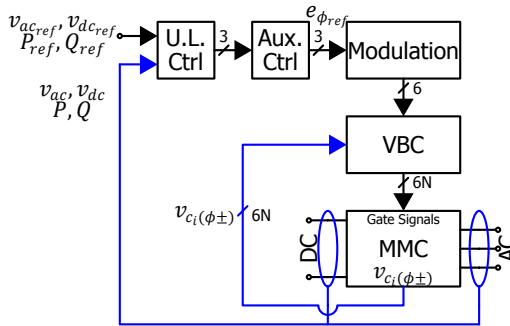 v_{ac_{ref}}, v_{dc_{ref}}
P_{ref}, Q_{ref}
v_{ac}, v_{dc}
P, Q
U.L.
Ctrl
3
Aux.
Ctrl
3
e_{ϕ_{ref}}
Modulation
6
VBC
6N
v_{c_i(ϕ±)}
6N
Gate Signals
MMC
v_{c_i(ϕ±)}
DC
AC